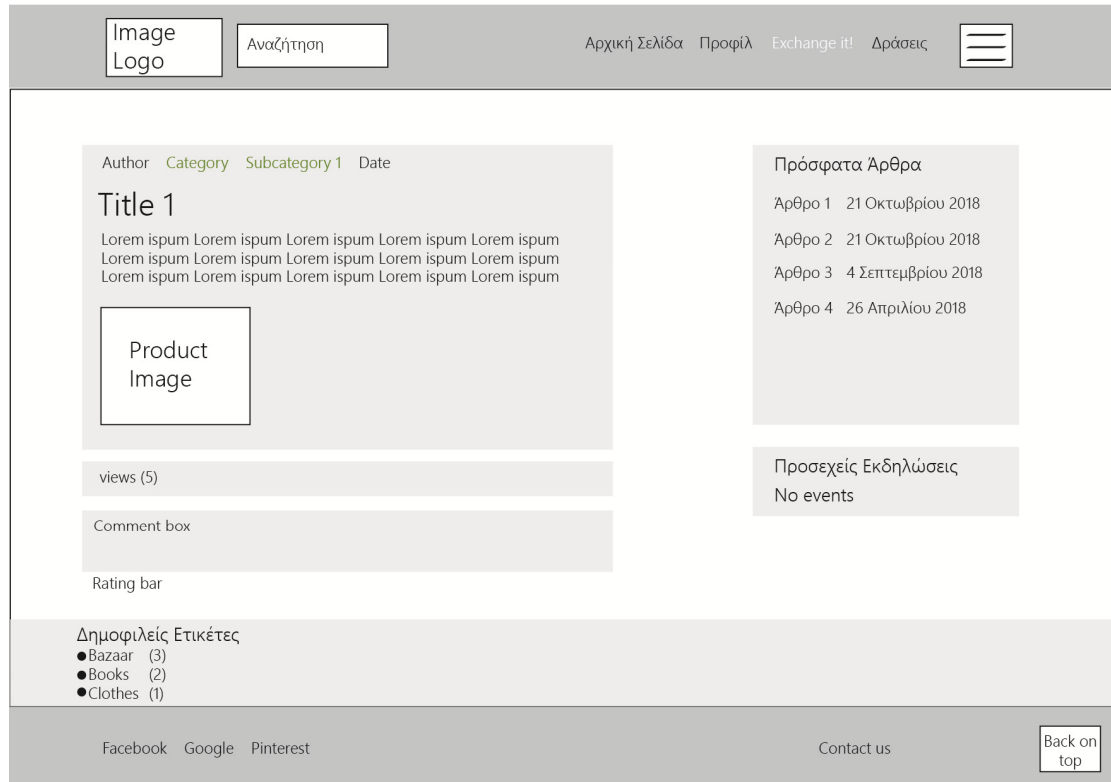 Image
Logo
Αναζήτηση
Αρχική Σελίδα Προφίλ Exchange it! Δράσεις
Author Category Subcategory 1 Date
Title 1
Lorem ispum Lorem ispum Lorem ispum Lorem ispum Lorem ispum
Lorem ispum Lorem ispum Lorem ispum Lorem ispum Lorem ispum
Lorem ispum Lorem ispum Lorem ispum Lorem ispum Lorem ispum
Product
Image
views (5)
Comment box
Rating bar
Πρόσφατα Άρθρα
Άρθρο 1 21 Οκτωβρίου 2018
Άρθρο 2 21 Οκτωβρίου 2018
Άρθρο 3 4 Σεπτεμβρίου 2018
Άρθρο 4 26 Απριλίου 2018
Προσεχείς Εκδηλώσεις
No events
Δημοφιλείς Ετικέτες
●Bazaar (3)
●Books (2)
●Clothes (1)
Facebook Google Pinterest
Contact us
Back on
top